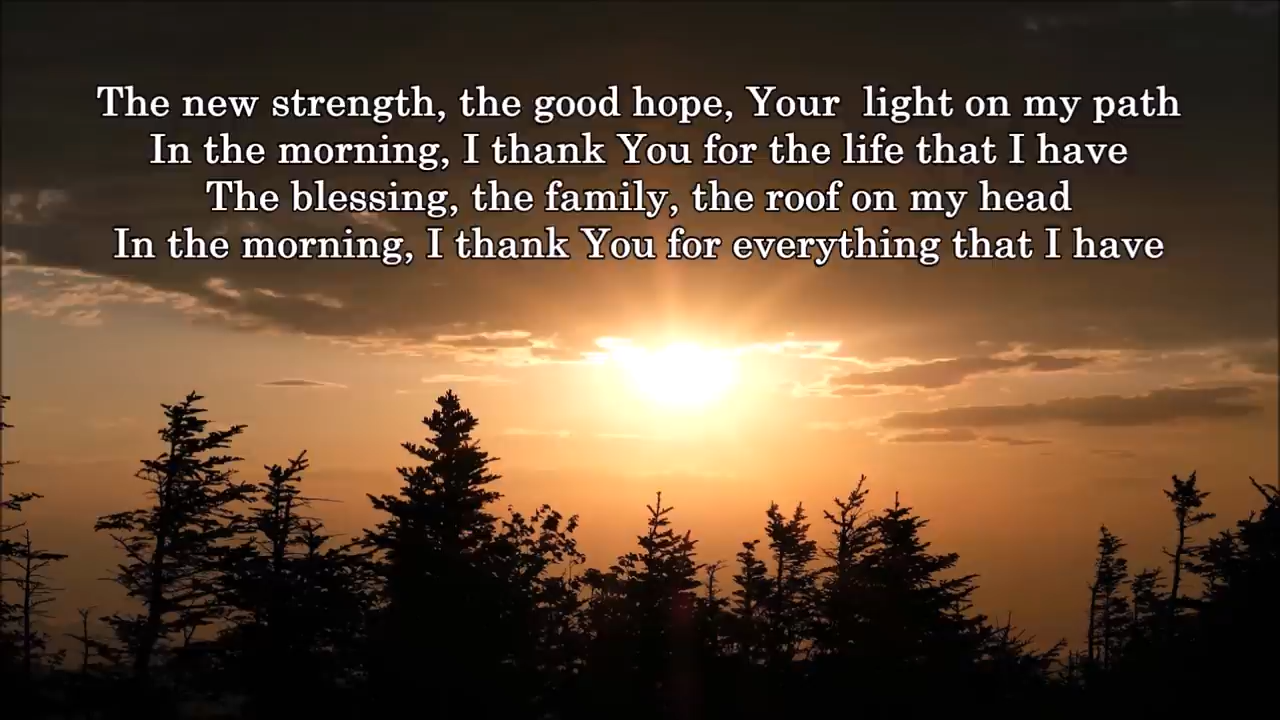 The new strength, the good hope, Your  light on my path
In the morning, I thank You for the life that I have
The blessing, the family, the roof on my head
In the morning, I thank You for everything that I have